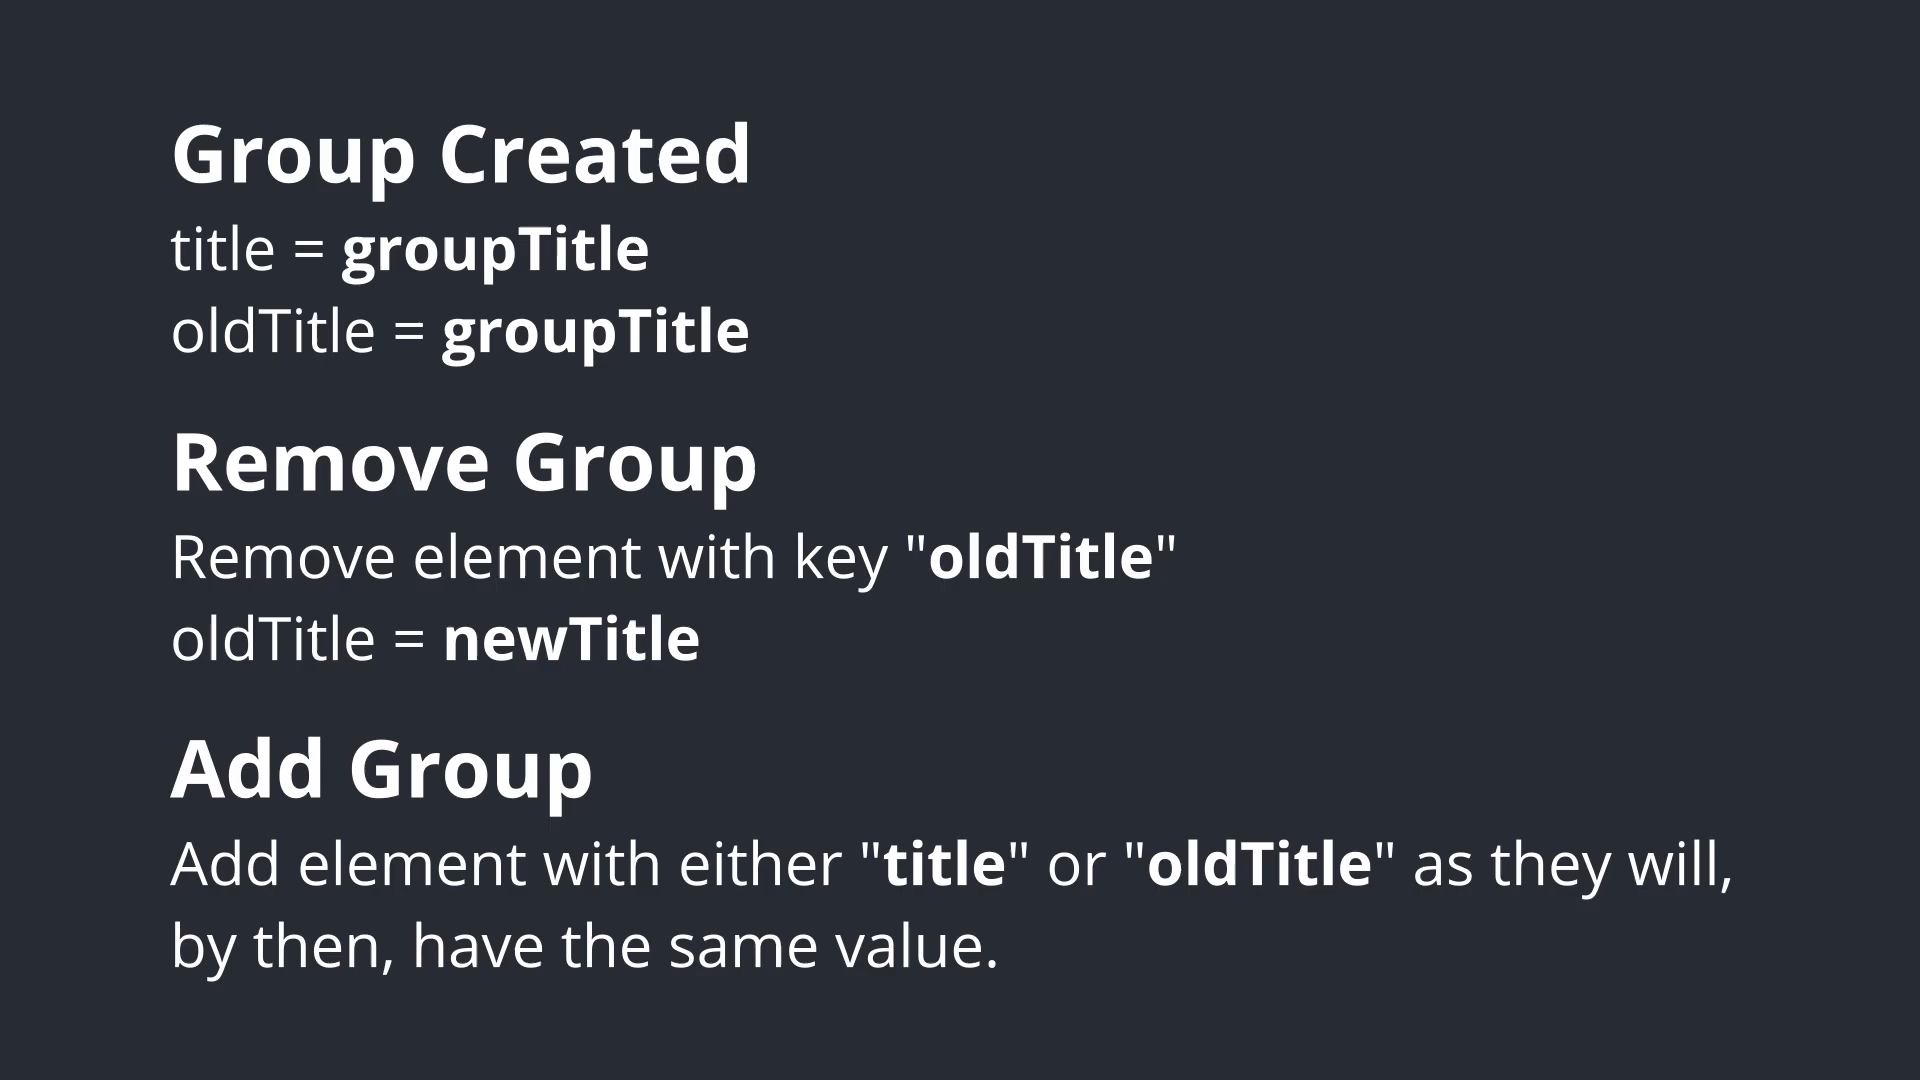 Group Created
title = groupTitle
oldTitle = groupTitle
Remove Group
Remove element with key "oldTitle"
oldTitle = newTitle
Add Group
Add element with either "title" or "oldTitle" as they will,
by then, have the same value.